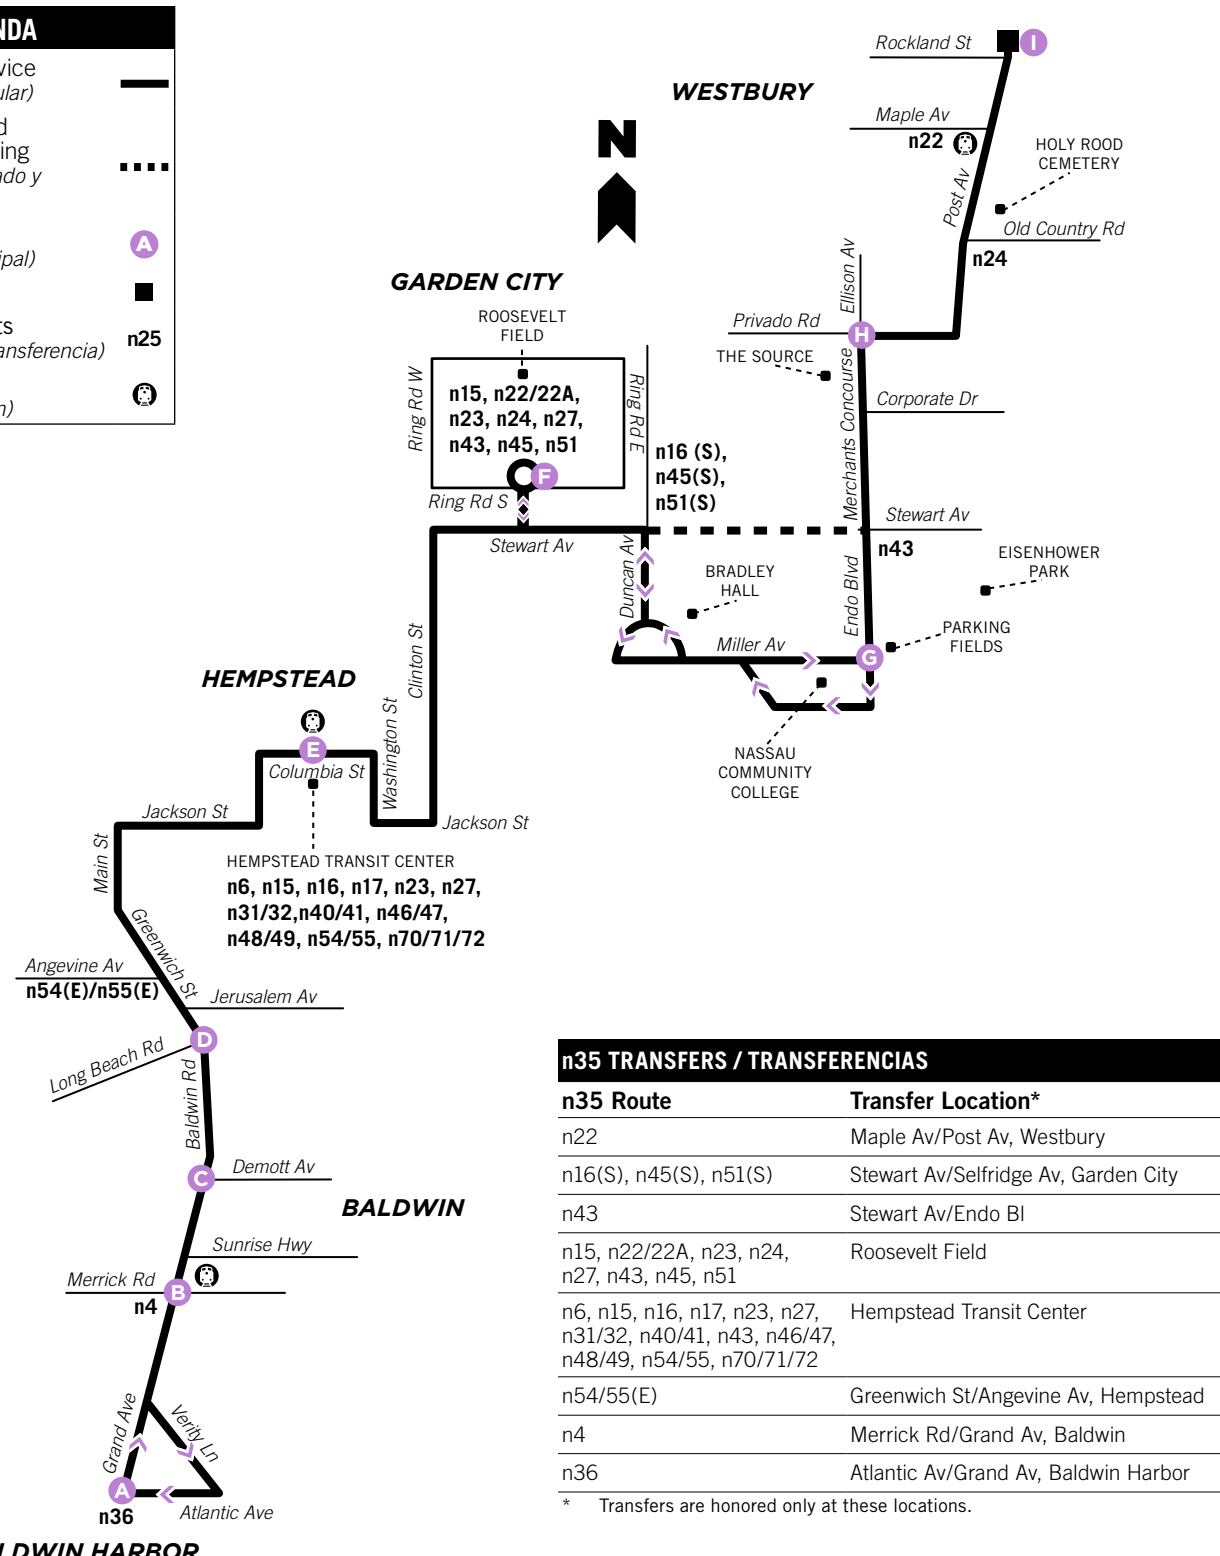 Rockland St
I
WESTBURY
Maple Av
n22
HOLY ROOD
CEMETERY
N
Post Av
Old Country Rd
n24
Ellison Av
GARDEN CITY
ROOSEVELT
FIELD
Privado Rd
H
THE SOURCE
Ring Rd W
n15, n22/22A,
n23, n24, n27,
n43, n45, n51
Ring Rd E
Merchants Concourse
Corporate Dr
F
n16 (S),
n45(S),
n51(S)
Ring Rd S
Stewart Av
Stewart Av
n43
Duncan Av
BRADLEY
HALL
Endo Blvd
EISENHOWER
PARK
Miller Av
G
PARKING
FIELDS
NASSAU
COMMUNITY
COLLEGE
Clinton St
HEMPSTEAD
Washington St
E
Columbia St
Jackson St
Jackson St
Main St
HEMPSTEAD TRANSIT CENTER
n6, n15, n16, n17, n23, n27,
n31/32,n40/41, n46/47,
n48/49, n54/55, n70/71/72
Greenwich St
Angevine Av
n54(E)/n55(E)
Jerusalem Av
D
Long Beach Rd
Baldwin Rd
C
Demott Av
BALDWIN
Sunrise Hwy
Merrick Rd
B
n4
Grand Ave
Verity Ln
A
n36
Atlantic Ave
A
n25
n35 TRANSFERS / TRANSFERENCIAS
n35 Route Transfer Location*
n22 Maple Av/Post Av, Westbury
n16(S), n45(S), n51(S) Stewart Av/Selfridge Av, Garden City
n43 Stewart Av/Endo Bl
n15, n22/22A, n23, n24, Roosevelt Field
n27, n43, n45, n51
n6, n15, n16, n17, n23, n27, Hempstead Transit Center
n31/32, n40/41, n43, n46/47,
n48/49, n54/55, n70/71/72
n54/55(E) Greenwich St/Angevine Av, Hempstead
n4 Merrick Rd/Grand Av, Baldwin
n36 Atlantic Av/Grand Av, Baldwin Harbor
* Transfers are honored only at these locations.
HARBOR